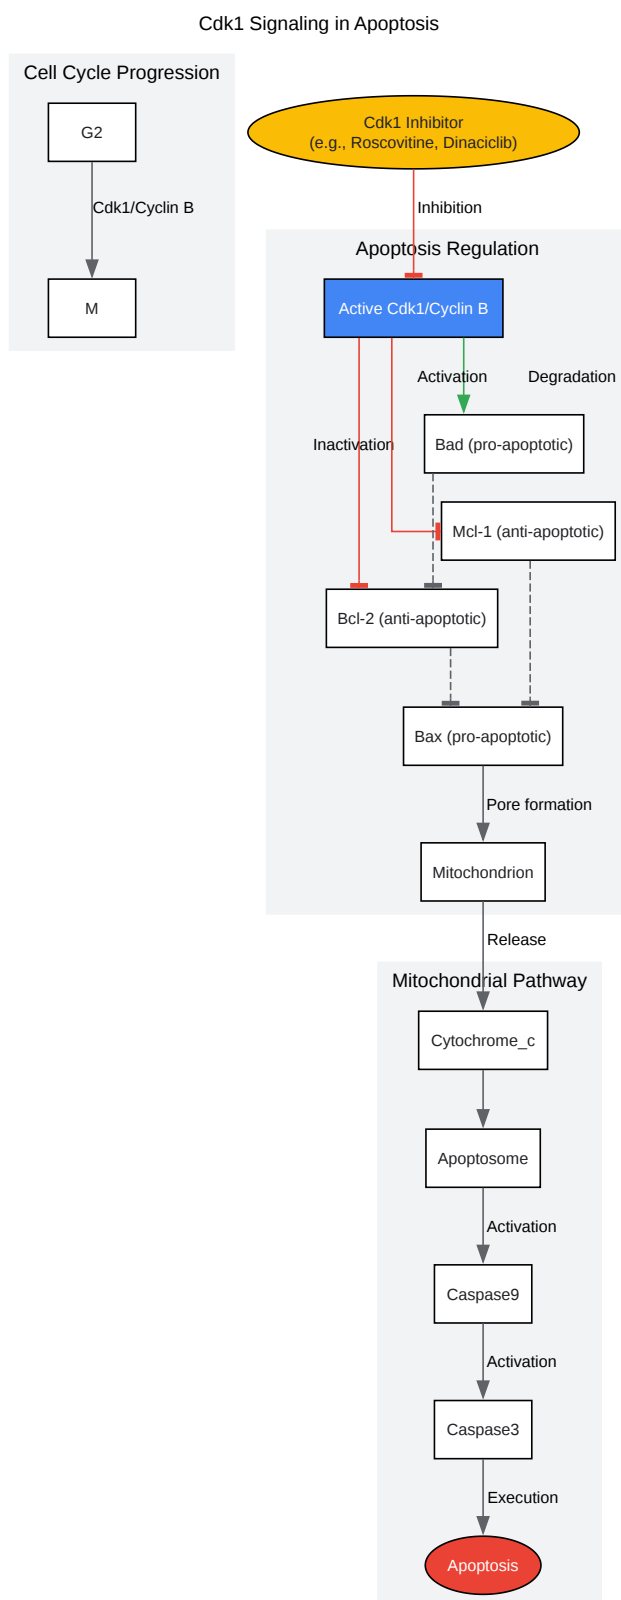 Cdk1 Signaling in Apoptosis
Cell Cycle Progression
G2
Cdk1/Cyclin B
M
Cdk1 Inhibitor
(e.g., Roscovitine, Dinaciclib)
Inhibition
Apoptosis Regulation
Active Cdk1/Cyclin B
Activation
Degradation
Inactivation
Bad (pro-apoptotic)
Mcl-1 (anti-apoptotic)
Bcl-2 (anti-apoptotic)
Bax (pro-apoptotic)
Pore formation
Mitochondrion
Release
Mitochondrial Pathway
Cytochrome_c
Apoptosome
Activation
Caspase9
Activation
Caspase3
Execution
Apoptosis